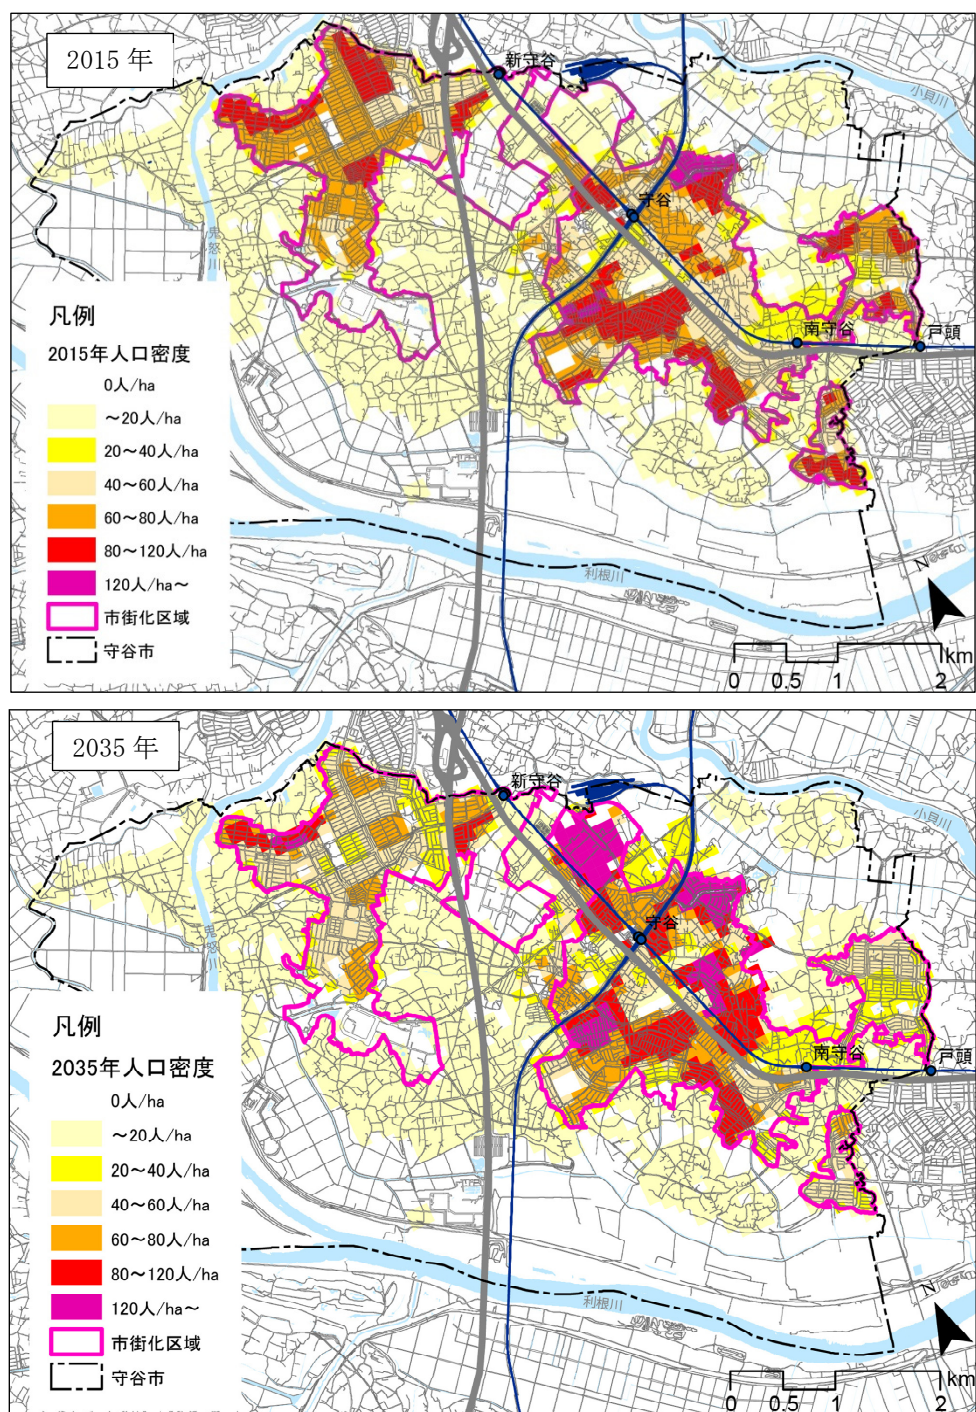 2015 年
新守谷
小貝川
守谷
鬼怒川
南守谷
戸頭
凡例
2015年人口密度
0人/ha
～20人/ha
20～40人/ha
40～60人/ha
60～80人/ha
80～120人/ha
120人/ha～
市街化区域
守谷市
利根川
N
km
0 0.5 1 2
2035 年
新守谷
小貝川
守谷
鬼怒川
南守谷
戸頭
凡例
2035年人口密度
0人/ha
～20人/ha
20～40人/ha
40～60人/ha
60～80人/ha
80～120人/ha
120人/ha～
市街化区域
守谷市
利根川
N
km
0 0.5 1 2